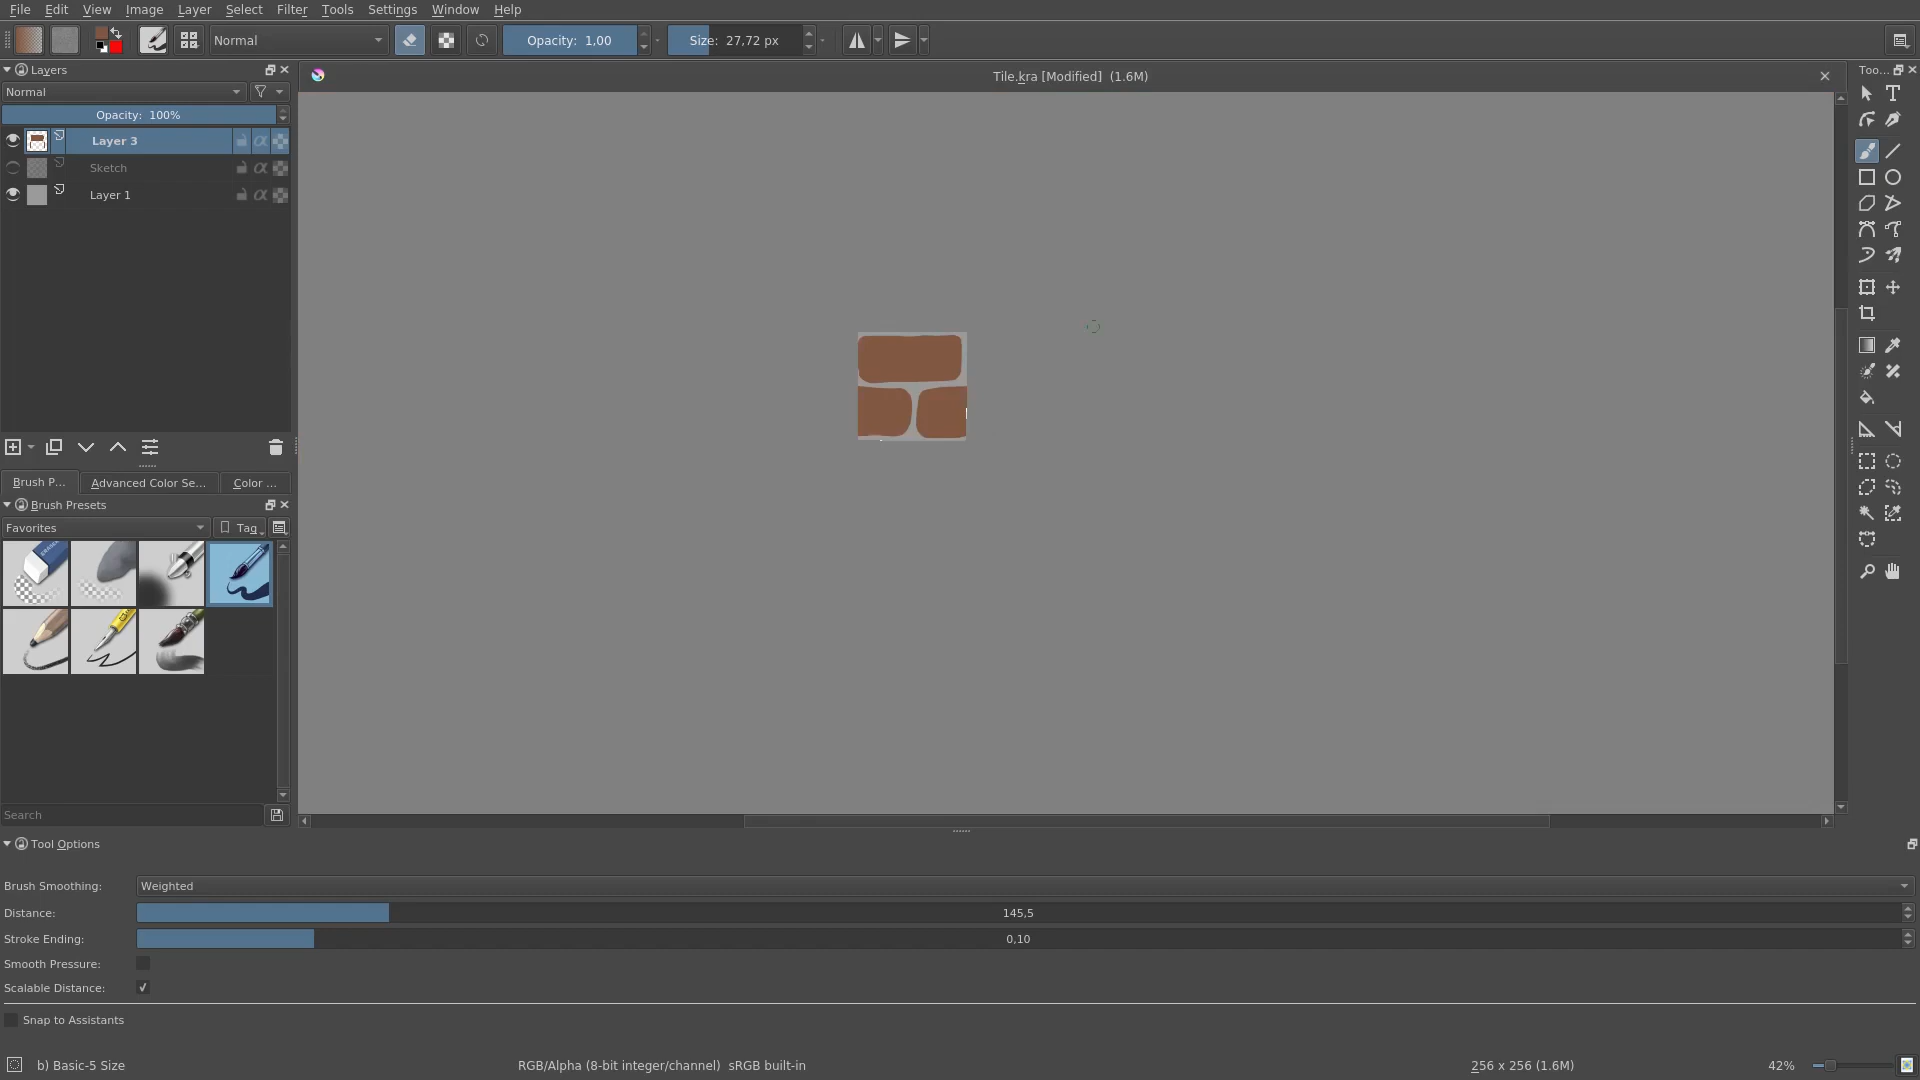 File Edit View Image Layer Select Filter Tools Settings Window Help
Normal Opacity: 1,00 Size: 27,72 px
Layers
Normal
Opacity: 100%
Layer 3
Sketch
Layer 1
Tile.kra [Modified] (1.6M)
Too...
Brush P... Advanced Color Se... Color ...
Brush Presets
Favorites Tag
Search
Tool Options
Brush Smoothing: Weighted
Distance: 145,5
Stroke Ending: 0,10
Smooth Pressure:
Scalable Distance:
Snap to Assistants
b) Basic-5 Size RGB/Alpha (8-bit integer/channel) sRGB built-in 256 x 256 (1.6M) 42%